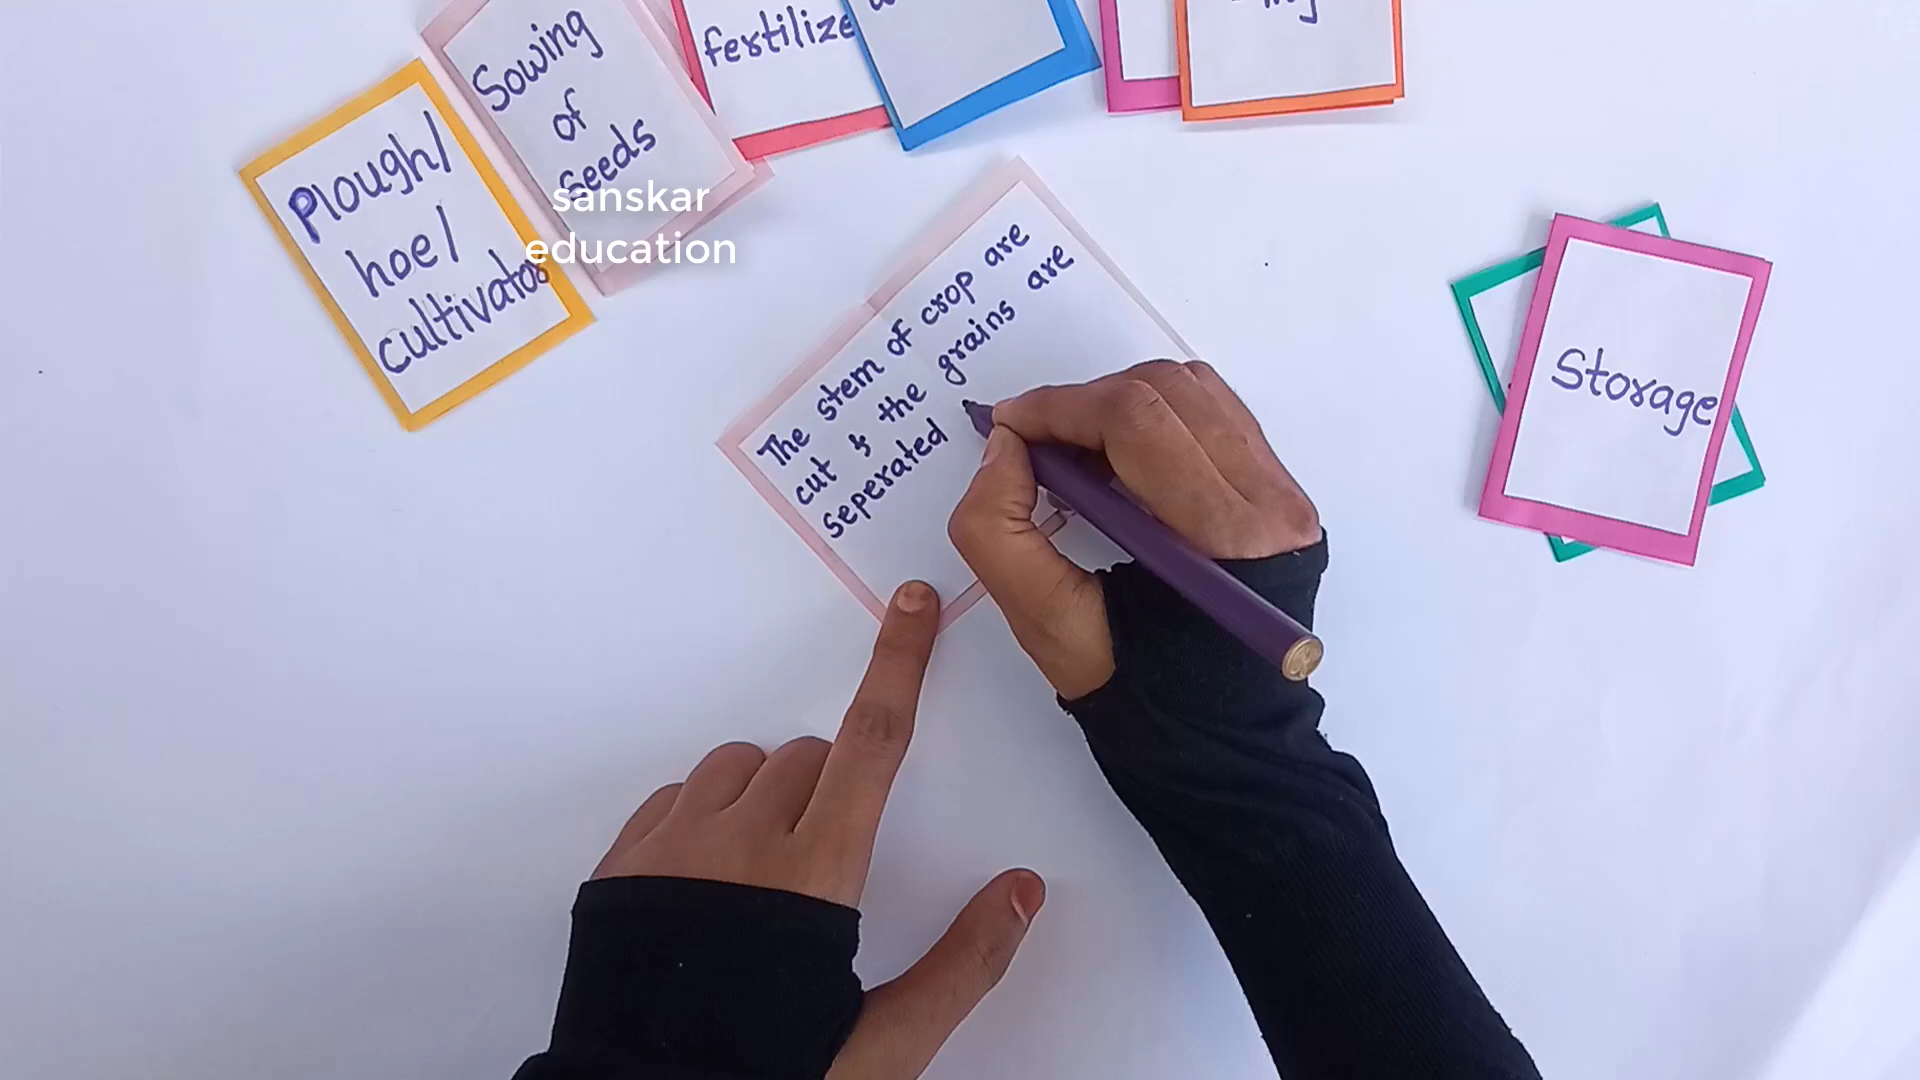 Plough/
hoe/
cultivator
Sowing
of
Seeds
fertilize
sanskar
education
The stem of crop are
cut & the grains are
seperated
Storage